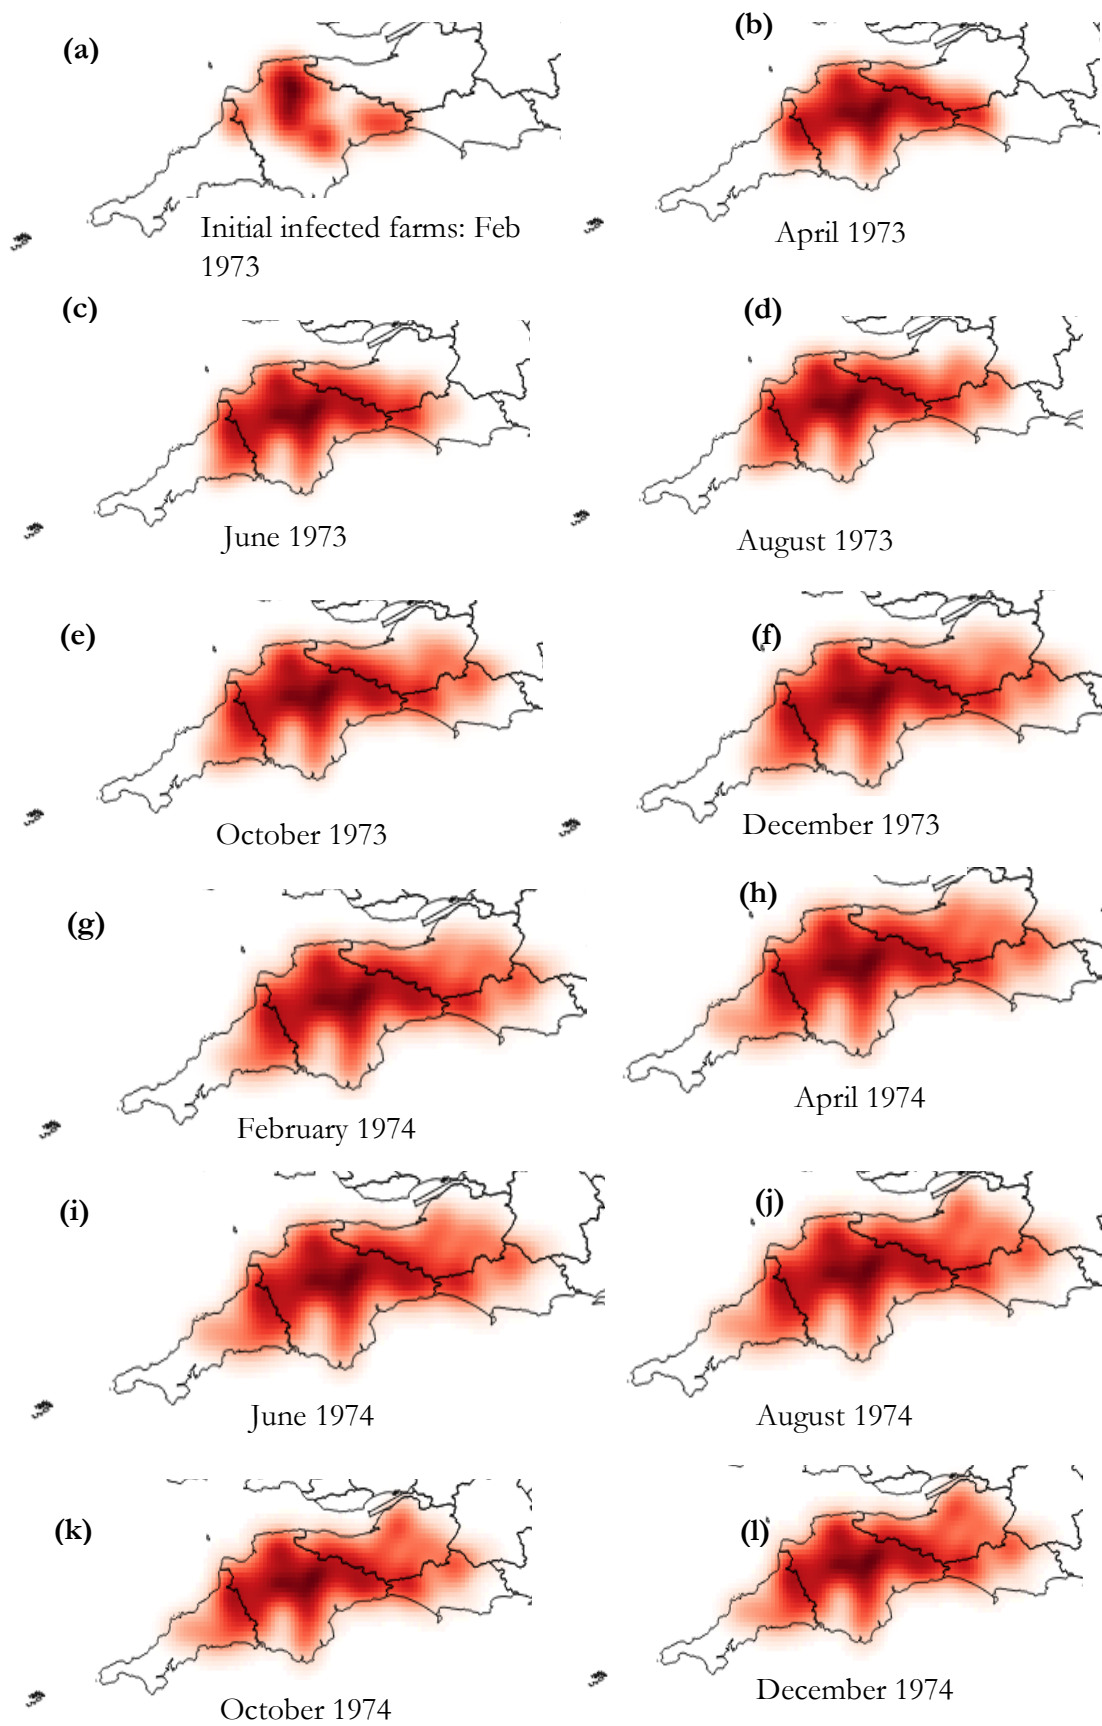 (a)
Initial infected farms: Feb
1973
(b)
April 1973
(c)
June 1973
(d)
August 1973
(e)
October 1973
(f)
December 1973
(g)
February 1974
(h)
April 1974
(i)
June 1974
(j)
August 1974
(k)
October 1974
(l)
December 1974